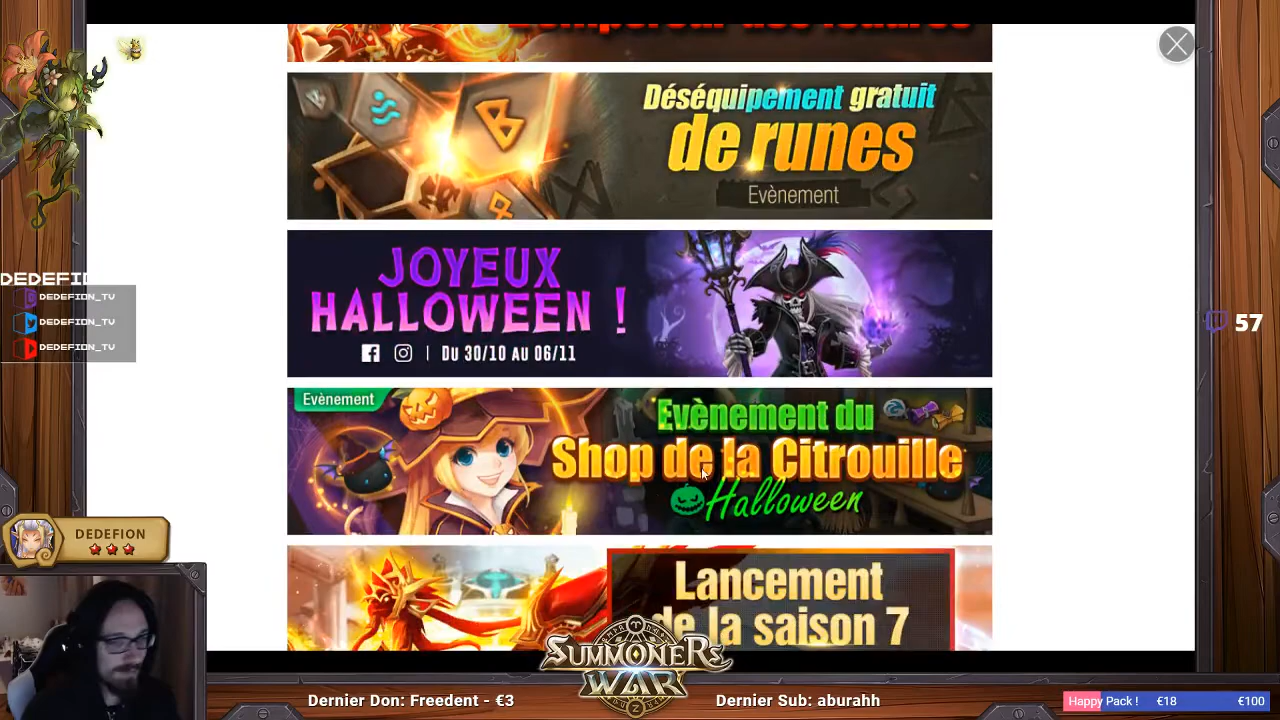 Déséquipement gratuit
de runes
Evènement
JOYEUX
HALLOWEEN !
| Du 30/10 au 06/11
Evènement
Evènement du
Shop de la Citrouille
Halloween
Lancement
de la saison 7
DEDEFI
DEDEFION_TV
DEDEFION_TV
DEDEFION_TV
57
DEDEFION
SUMMONERS
WAR
Dernier Don: Freedent - €3
Dernier Sub: aburahh
Happy Pack ! €18 €100